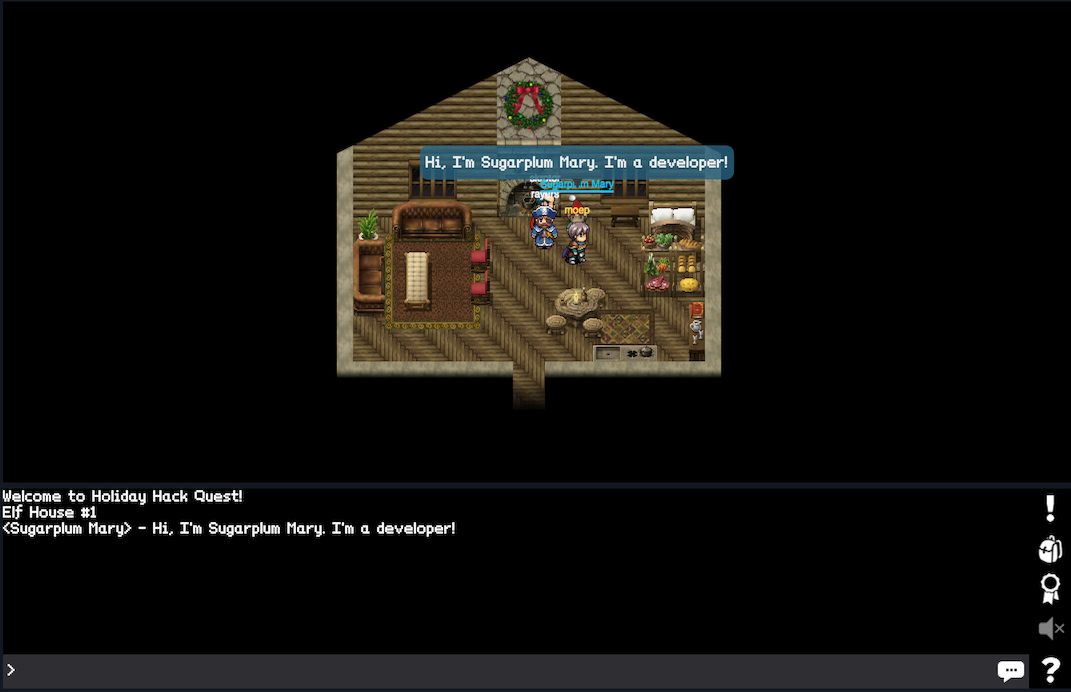 Hi, I'm Sugarplum Mary. I'm a developer!
moep
Welcome to Holiday Hack Quest!
Elf House #1
<Sugarplum Mary> - Hi, I'm Sugarplum Mary. I'm a developer!
>
?